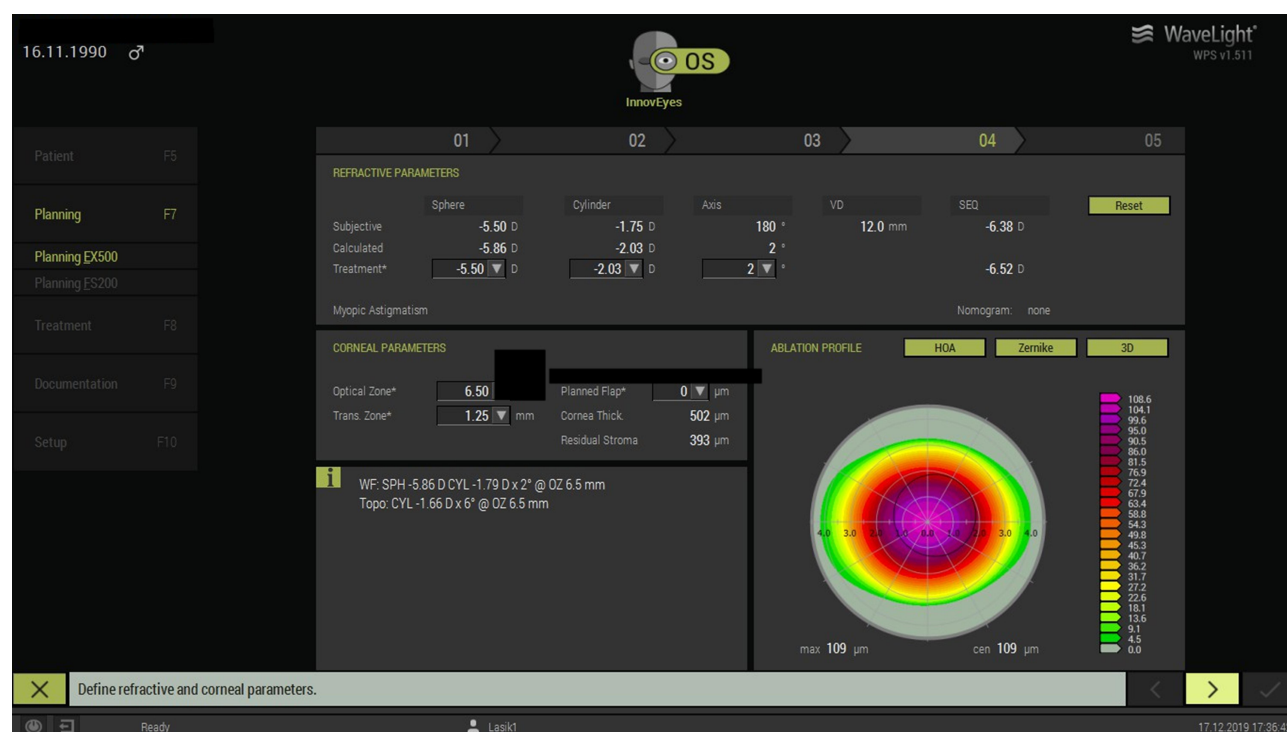 16.11.1990 ♂
OS
InnovEyes
WaveLight®
WPS v1.511
Patient F5
Planning F7
Planning EX500
Planning FS200
Treatment F8
Documentation F9
Setup F10
01 02 03 04 05
REFRACTIVE PARAMETERS
Sphere Cylinder Axis VD SEQ Reset
Subjective -5.50 D -1.75 D 180 ° 12.0 mm -6.38 D
Calculated -5.86 D -2.03 D 2 °
Treatment* -5.50 D -2.03 D 2 ° -6.52 D
Myopic Astigmatism Nomogram: none
CORNEAL PARAMETERS
Optical Zone* 6.50 Planned Flap* 0 µm
Trans. Zone* 1.25 mm Cornea Thick. 502 µm
Residual Stroma 393 µm
i WF: SPH -5.86 D CYL -1.79 D x 2° @ OZ 6.5 mm
Topo: CYL -1.66 D x 6° @ OZ 6.5 mm
ABLATION PROFILE HOA Zernike 3D
4.0 3.0 2.0 1.0 0.0 1.0 2.0 3.0 4.0
108.6
104.1
99.6
95.0
90.5
86.0
81.5
76.9
72.4
67.9
63.4
58.8
54.3
49.8
45.3
40.7
36.2
31.7
27.2
22.6
18.1
13.6
9.1
4.5
0.0
max 109 µm cen 109 µm
Define refractive and corneal parameters.
Ready Lasik1 17.12.2019 17:36:4